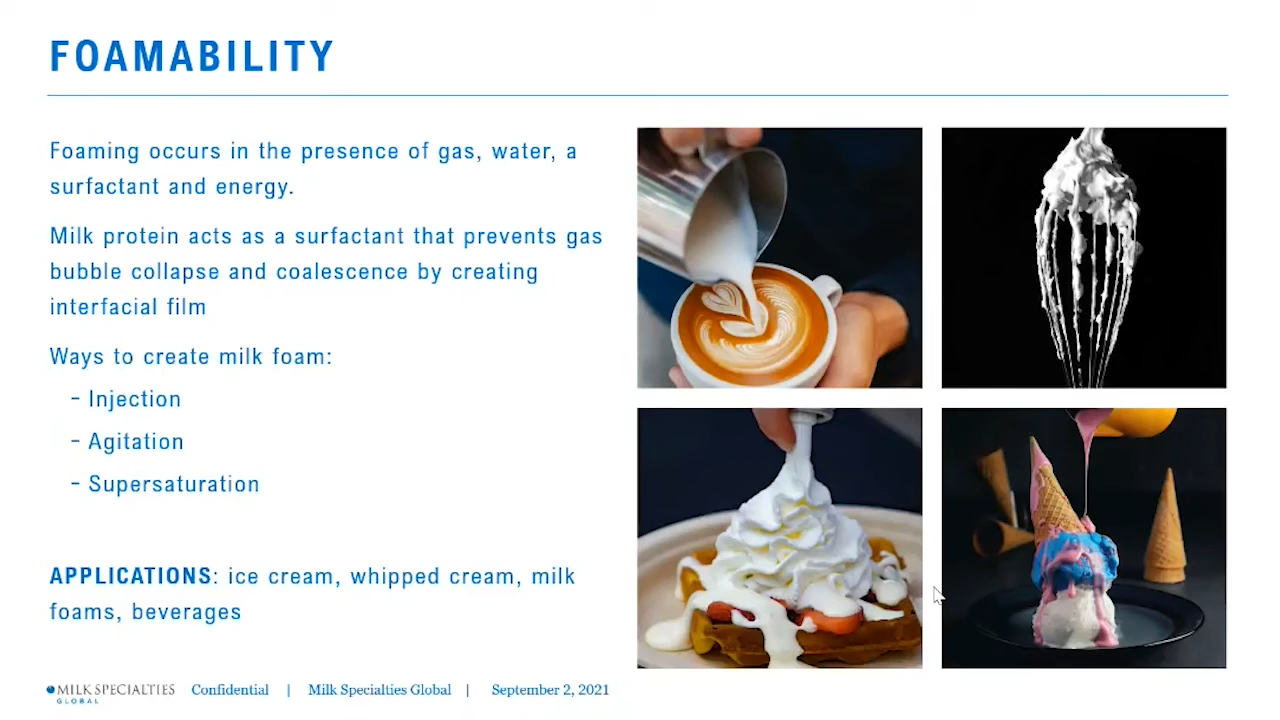 FOAMABILITY
Foaming occurs in the presence of gas, water, a
surfactant and energy.
Milk protein acts as a surfactant that prevents gas
bubble collapse and coalescence by creating
interfacial film
Ways to create milk foam:
- Injection
- Agitation
- Supersaturation
APPLICATIONS: ice cream, whipped cream, milk
foams, beverages
MILK SPECIALTIES
GLOBAL
Confidential | Milk Specialties Global | September 2, 2021